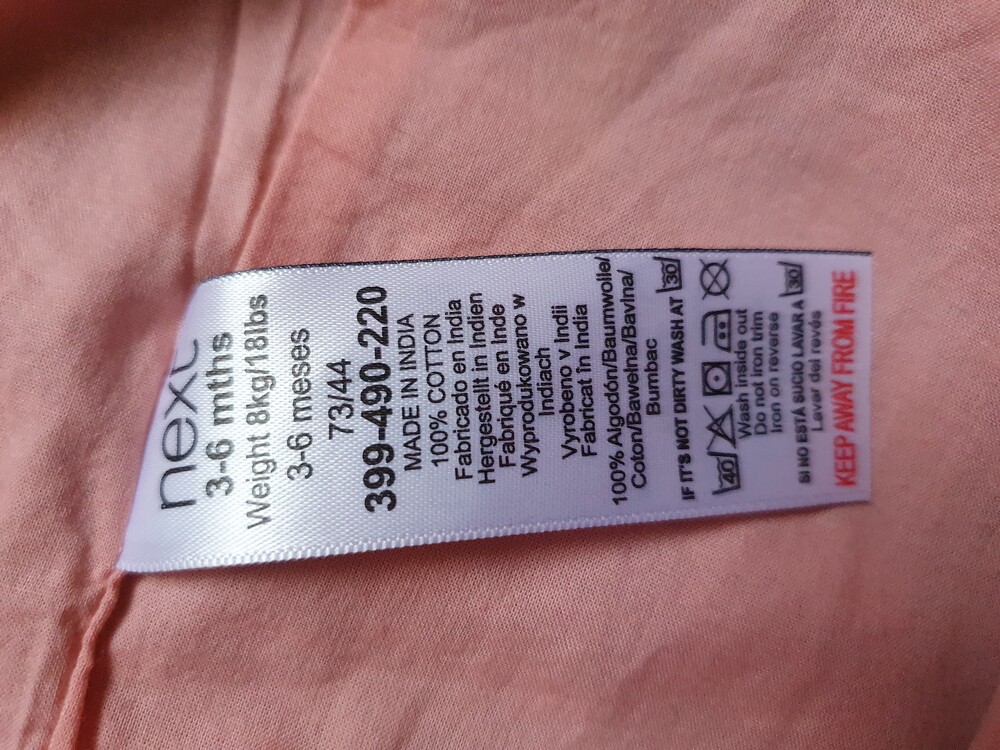 next
3-6 mths
Weight 8kg/18lbs
3-6 meses
73/44
399-490-220
MADE IN INDIA
100% COTTON
Fabricado en India
Hergestellt in Indien
Fabriqué en Inde
Wyprodukowano w
Indiach
Vyrobeno v Indii
Fabricat în India
100% Algodón/Baumwolle/
Coton/Bawełna/Bavlna/
Bumbac
IF IT'S NOT DIRTY WASH AT 30
40
Wash inside out
Do not iron trim
Iron on reverse
SI NO ESTÁ SUCIO LAVAR A 30
Lavar del revés
KEEP AWAY FROM FIRE